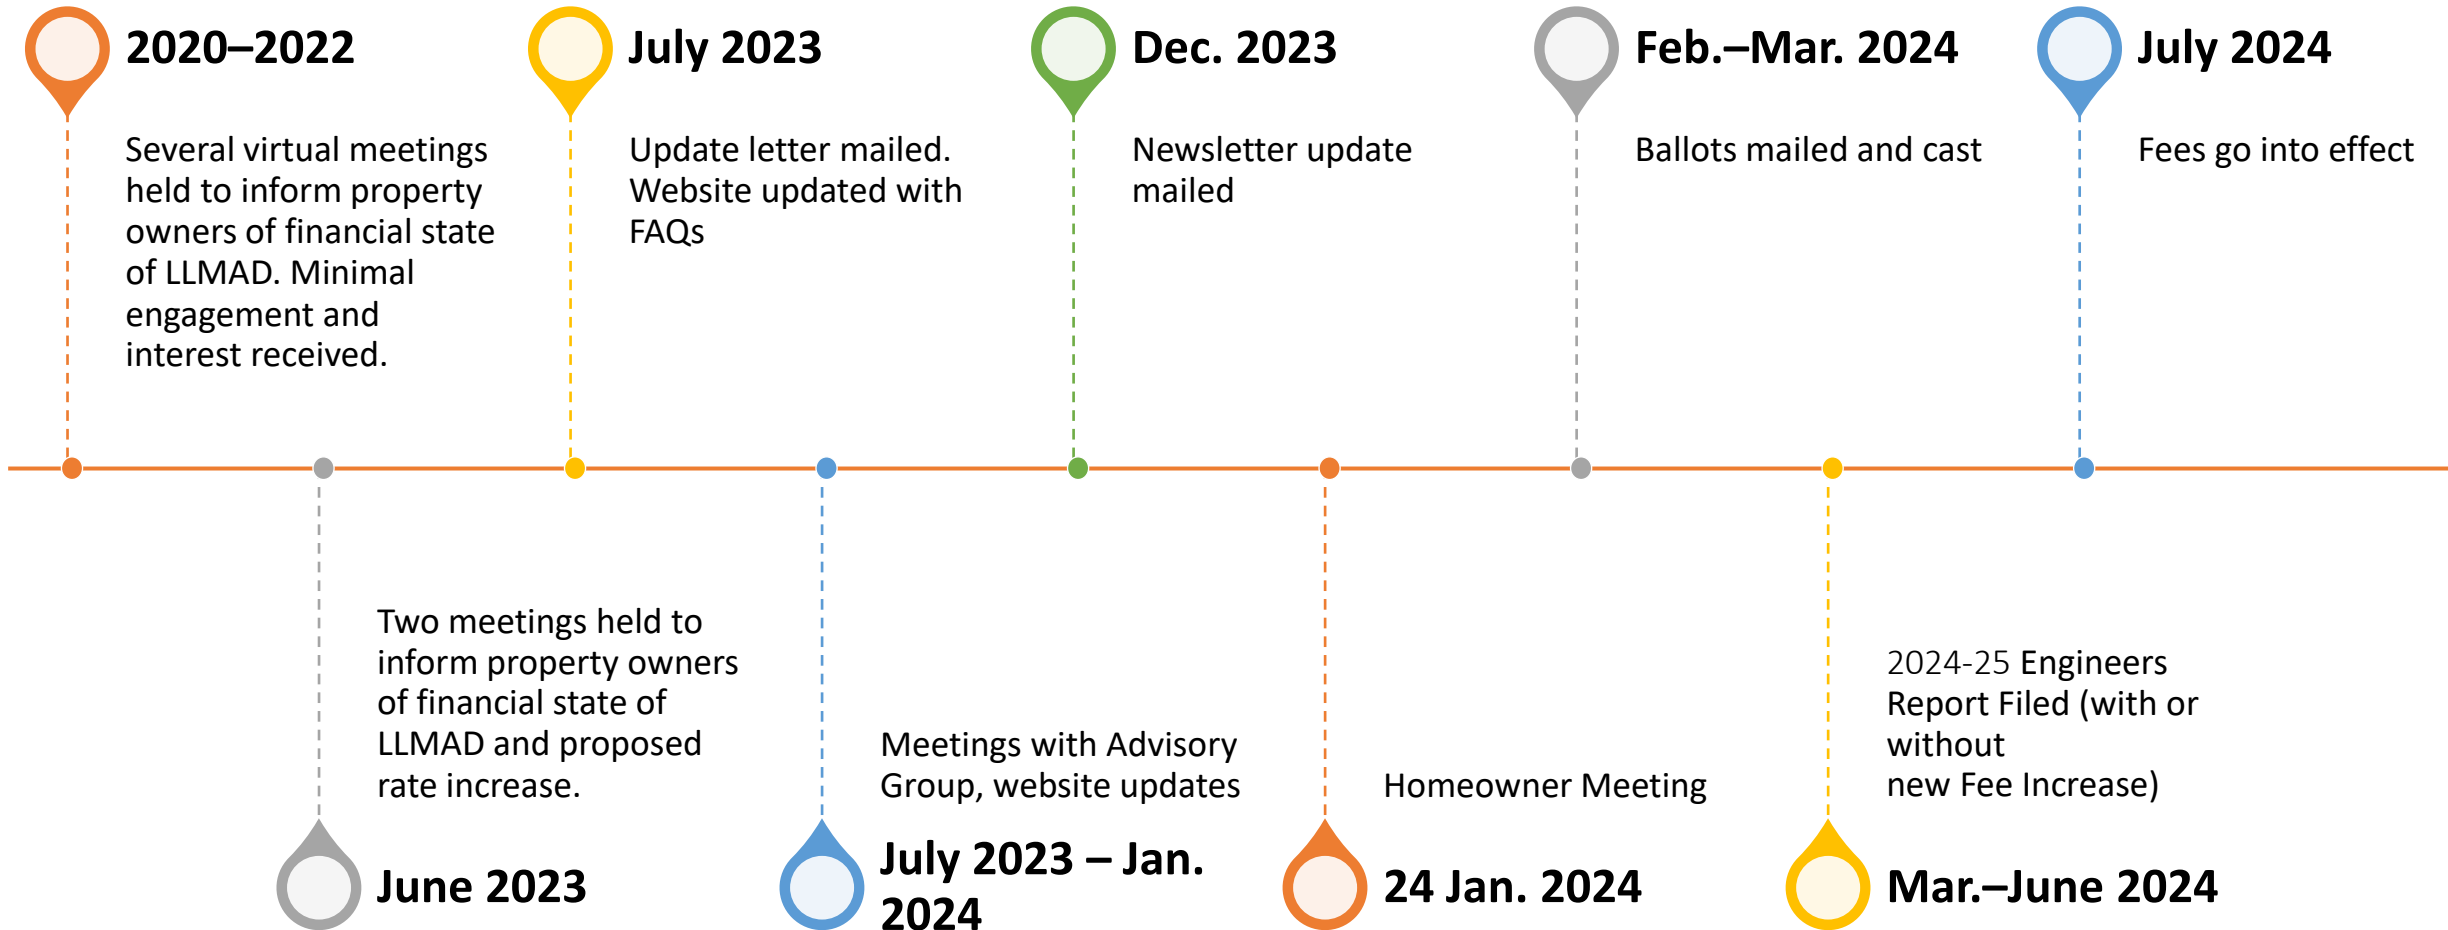 2020–2022
Several virtual meetings
held to inform property
owners of financial state
of LLMAD. Minimal
engagement and
interest received.
June 2023
Two meetings held to
inform property owners
of financial state of
LLMAD and proposed
rate increase.
July 2023
Update letter mailed.
Website updated with
FAQs
July 2023 – Jan.
2024
Meetings with Advisory
Group, website updates
Dec. 2023
Newsletter update
mailed
24 Jan. 2024
Homeowner Meeting
Feb.–Mar. 2024
Ballots mailed and cast
Mar.–June 2024
2024-25 Engineers
Report Filed (with or
without
new Fee Increase)
July 2024
Fees go into effect